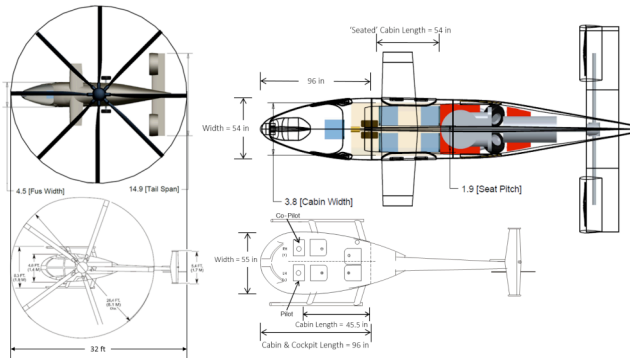 'Seated' Cabin Length = 54 in
96 in
Width = 54 in
4.5 [Fus Width]
14.9 [Tail Span]
3.8 [Cabin Width]
1.9 [Seat Pitch]
Co-Pilot
Width = 55 in
Pilot
Cabin Length = 45.5 in
32 ft
Cabin & Cockpit Length = 96 in